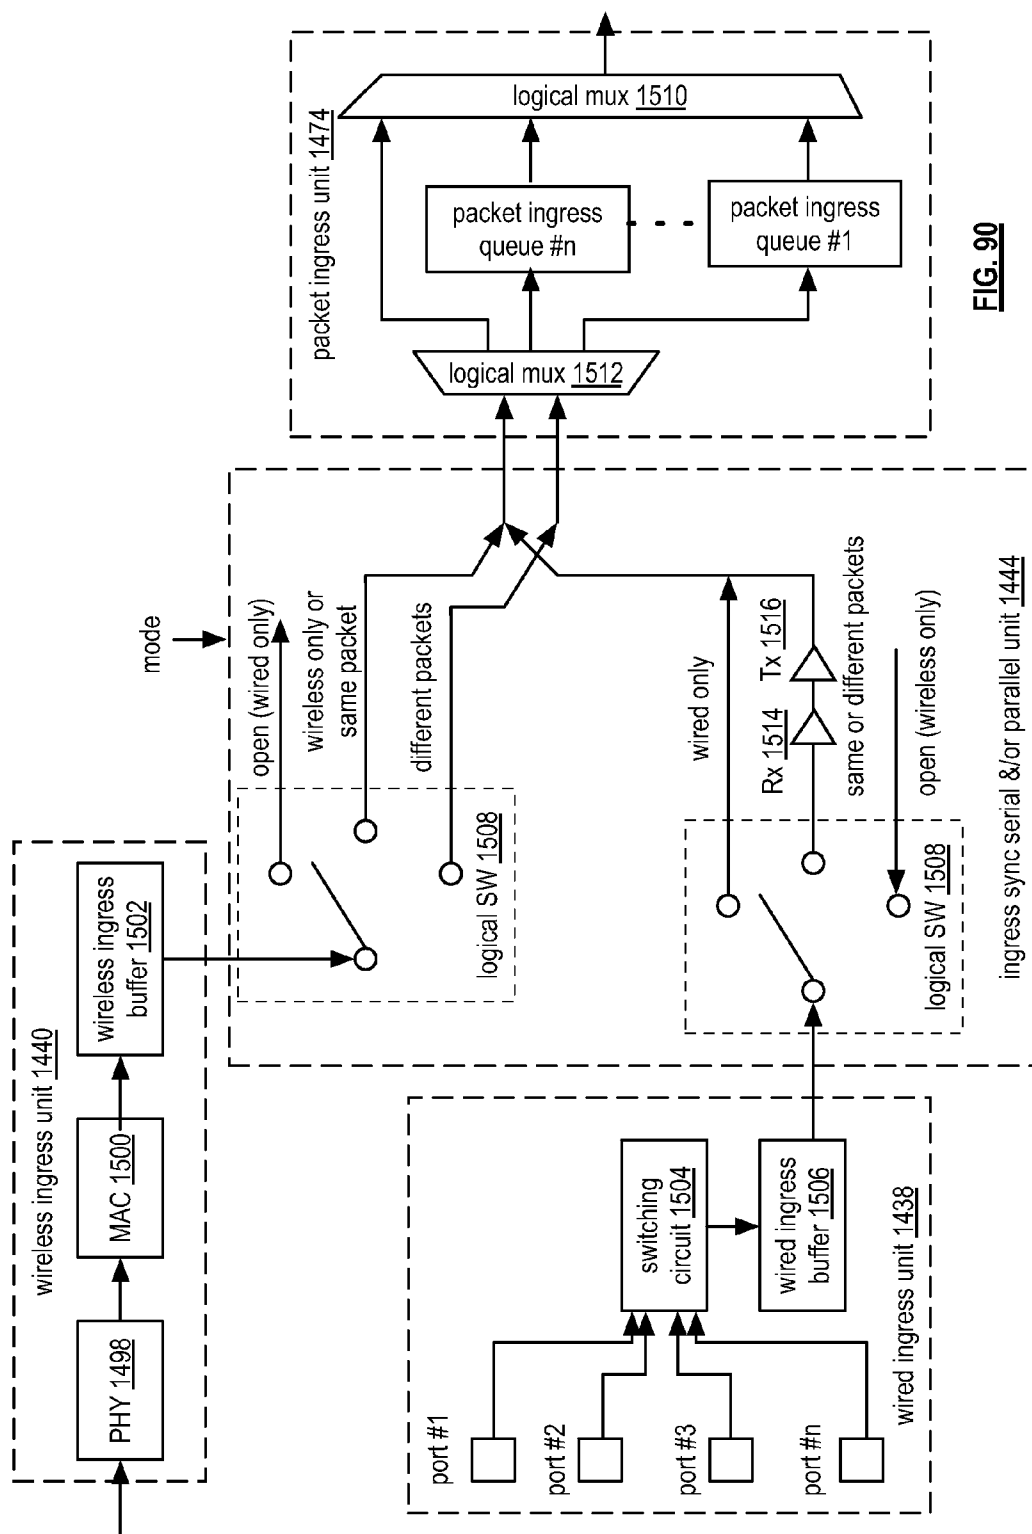 wireless ingress unit 1440
PHY 1498
MAC 1500
wireless ingress
buffer 1502
mode
open (wired only)
wireless only or
same packet
different packets
logical SW 1508
packet ingress unit 1474
logical mux 1512
packet ingress
queue #n
packet ingress
queue #1
logical mux 1510
port #1
port #2
port #3
port #n
switching
circuit 1504
wired ingress
buffer 1506
wired ingress unit 1438
wired only
Rx 1514
Tx 1516
same or different packets
open (wireless only)
logical SW 1508
ingress sync serial &/or parallel unit 1444
FIG. 90